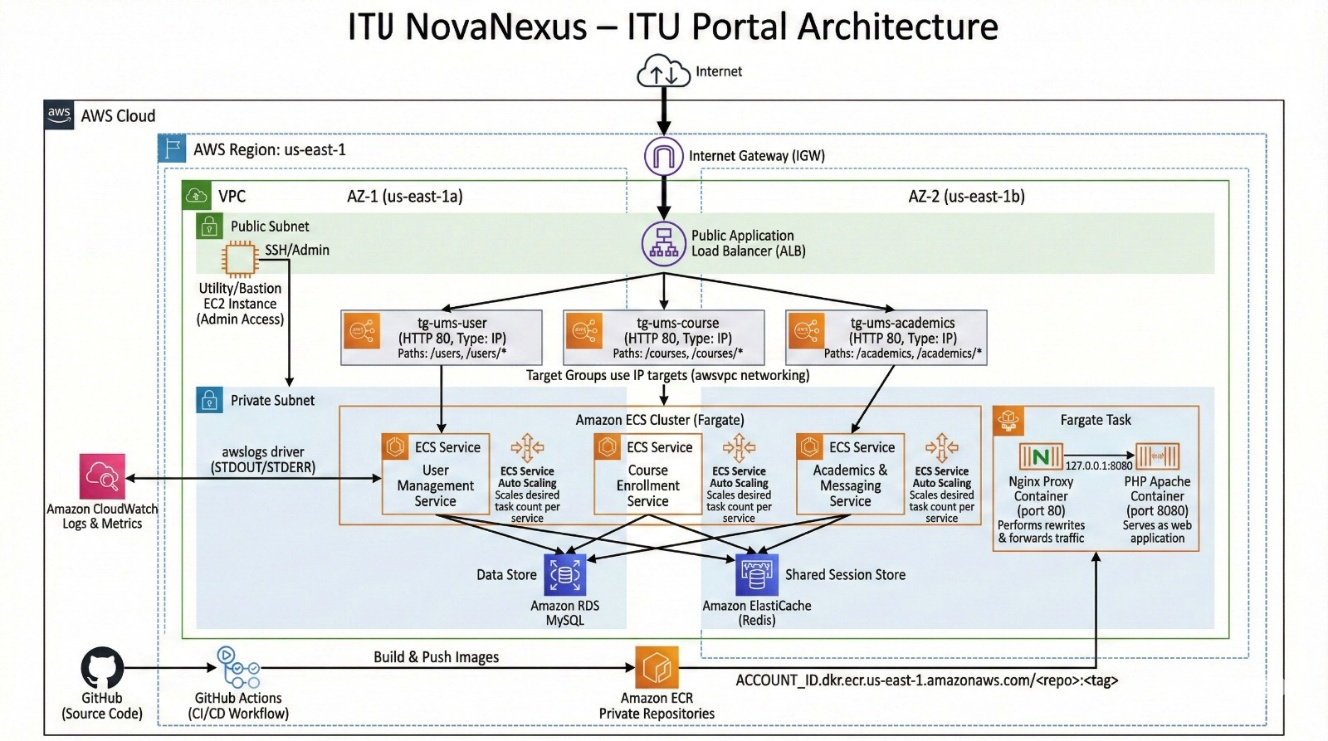 ITU NovaNexus – ITU Portal Architecture
Internet
aws
AWS Cloud
AWS Region: us-east-1
Internet Gateway (IGW)
VPC
AZ-1 (us-east-1a)
AZ-2 (us-east-1b)
Public Subnet
SSH/Admin
Public Application
Load Balancer (ALB)
Utility/Bastion
EC2 Instance
(Admin Access)
tg-ums-user
(HTTP 80, Type: IP)
Paths: /users, /users/*
tg-ums-course
(HTTP 80, Type: IP)
Paths: /courses, /courses/*
tg-ums-academics
(HTTP 80, Type: IP)
Paths: /academics, /academics/*
Target Groups use IP targets (awsvpc networking)
Private Subnet
Amazon ECS Cluster (Fargate)
awslogs driver
(STDOUT/STDERR)
ECS Service
User
Management
Service
ECS Service
Auto Scaling
Scales desired
task count per
service
ECS Service
Course
Enrollment
Service
ECS Service
Auto Scaling
Scales desired
task count per
service
ECS Service
Academics &
Messaging
Service
ECS Service
Auto Scaling
Scales desired
task count per
service
Fargate Task
N
127.0.0.1:8080
Nginx Proxy
Container
(port 80)
Performs rewrites
& forwards traffic
PHP Apache
Container
(port 8080)
Serves as web
application
Amazon CloudWatch
Logs & Metrics
Data Store
Amazon RDS
MySQL
Shared Session Store
Amazon ElastiCache
(Redis)
GitHub
(Source Code)
GitHub Actions
(CI/CD Workflow)
Build & Push Images
Amazon ECR
Private Repositories
ACCOUNT_ID.dkr.ecr.us-east-1.amazonaws.com/<repo>:<tag>